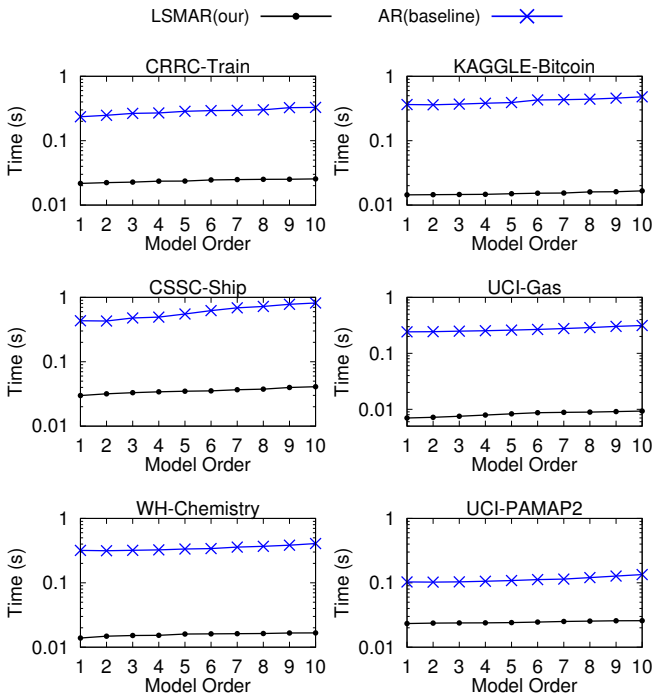 LSMAR(our) AR(baseline)
CRRC-Train
Time (s)
1
0.1
0.01
1 2 3 4 5 6 7 8 9 10
Model Order
KAGGLE-Bitcoin
Time (s)
1
0.1
0.01
1 2 3 4 5 6 7 8 9 10
Model Order
CSSC-Ship
Time (s)
1
0.1
0.01
1 2 3 4 5 6 7 8 9 10
Model Order
UCI-Gas
Time (s)
1
0.1
0.01
1 2 3 4 5 6 7 8 9 10
Model Order
WH-Chemistry
Time (s)
1
0.1
0.01
1 2 3 4 5 6 7 8 9 10
Model Order
UCI-PAMAP2
Time (s)
1
0.1
0.01
1 2 3 4 5 6 7 8 9 10
Model Order